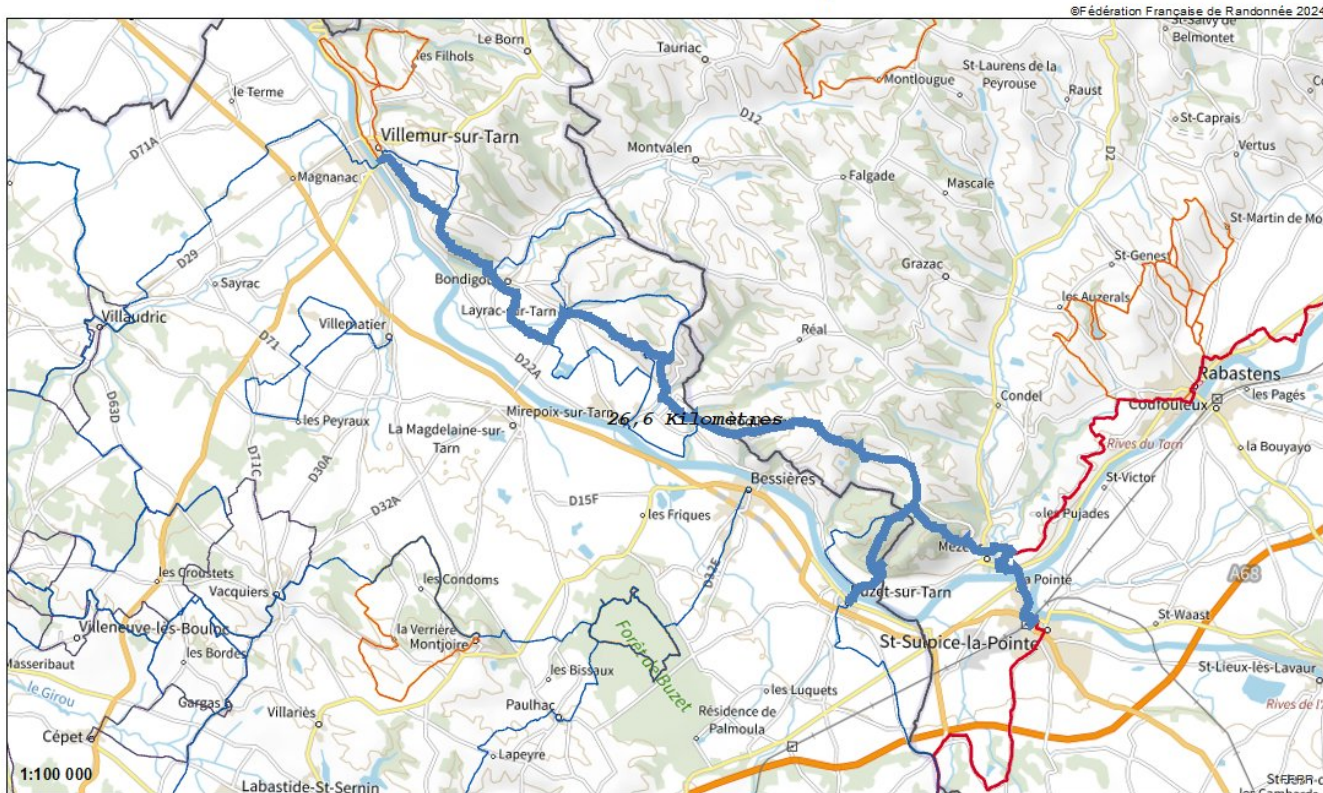 ©Fédération Française de Randonnée 2024
St-Salvy de
Belmontet
Le Born
Tauriac
les Filhols
St-Laurens de la
Peyrouse
Montlougue
Raust
le Terme
D12
St-Caprais
D71A
Villemur-sur-Tarn
D2
Montvalen
Vertus
Magnanac
Falgade
Mascale
St-Martin de Mo
D29
St-Genest
Sayrac
Bondigou
Grazac
Layrac-sur-Tarn
les Auzerals
Villaudric
Villematier
Réal
D71
D22A
Rabastens
D63D
Condel
Coufouleux
les Pagés
les Peyraux
Mirepoix-sur-Tarn
26,6 Kilomètres
La Magdelaine-sur-
Tarn
Rives du Tarn
la Bouyayo
D71C
D30A
Bessières
St-Victor
D32A
D15F
les Friques
les Pujades
Méze
les Croustets
les Condoms
D32E
a Pointe
A68
Vacquiers
uzet-sur-Tarn
St-Waast
Villeneuve-lès-Bouloc
la Verrière
Montjoire
Forêt de Buzet
St-Sulpice-la-Pointe
les Bordes
Masseribaut
les Bissaux
St-Lieux-lès-Lavaur
le Girou
les Luquets
Gargas
Paulhac
Rives de l'A
Villariès
Résidence de
Palmoula
Cépet
Lapeyre
1:100 000
Labastide-St-Sernin